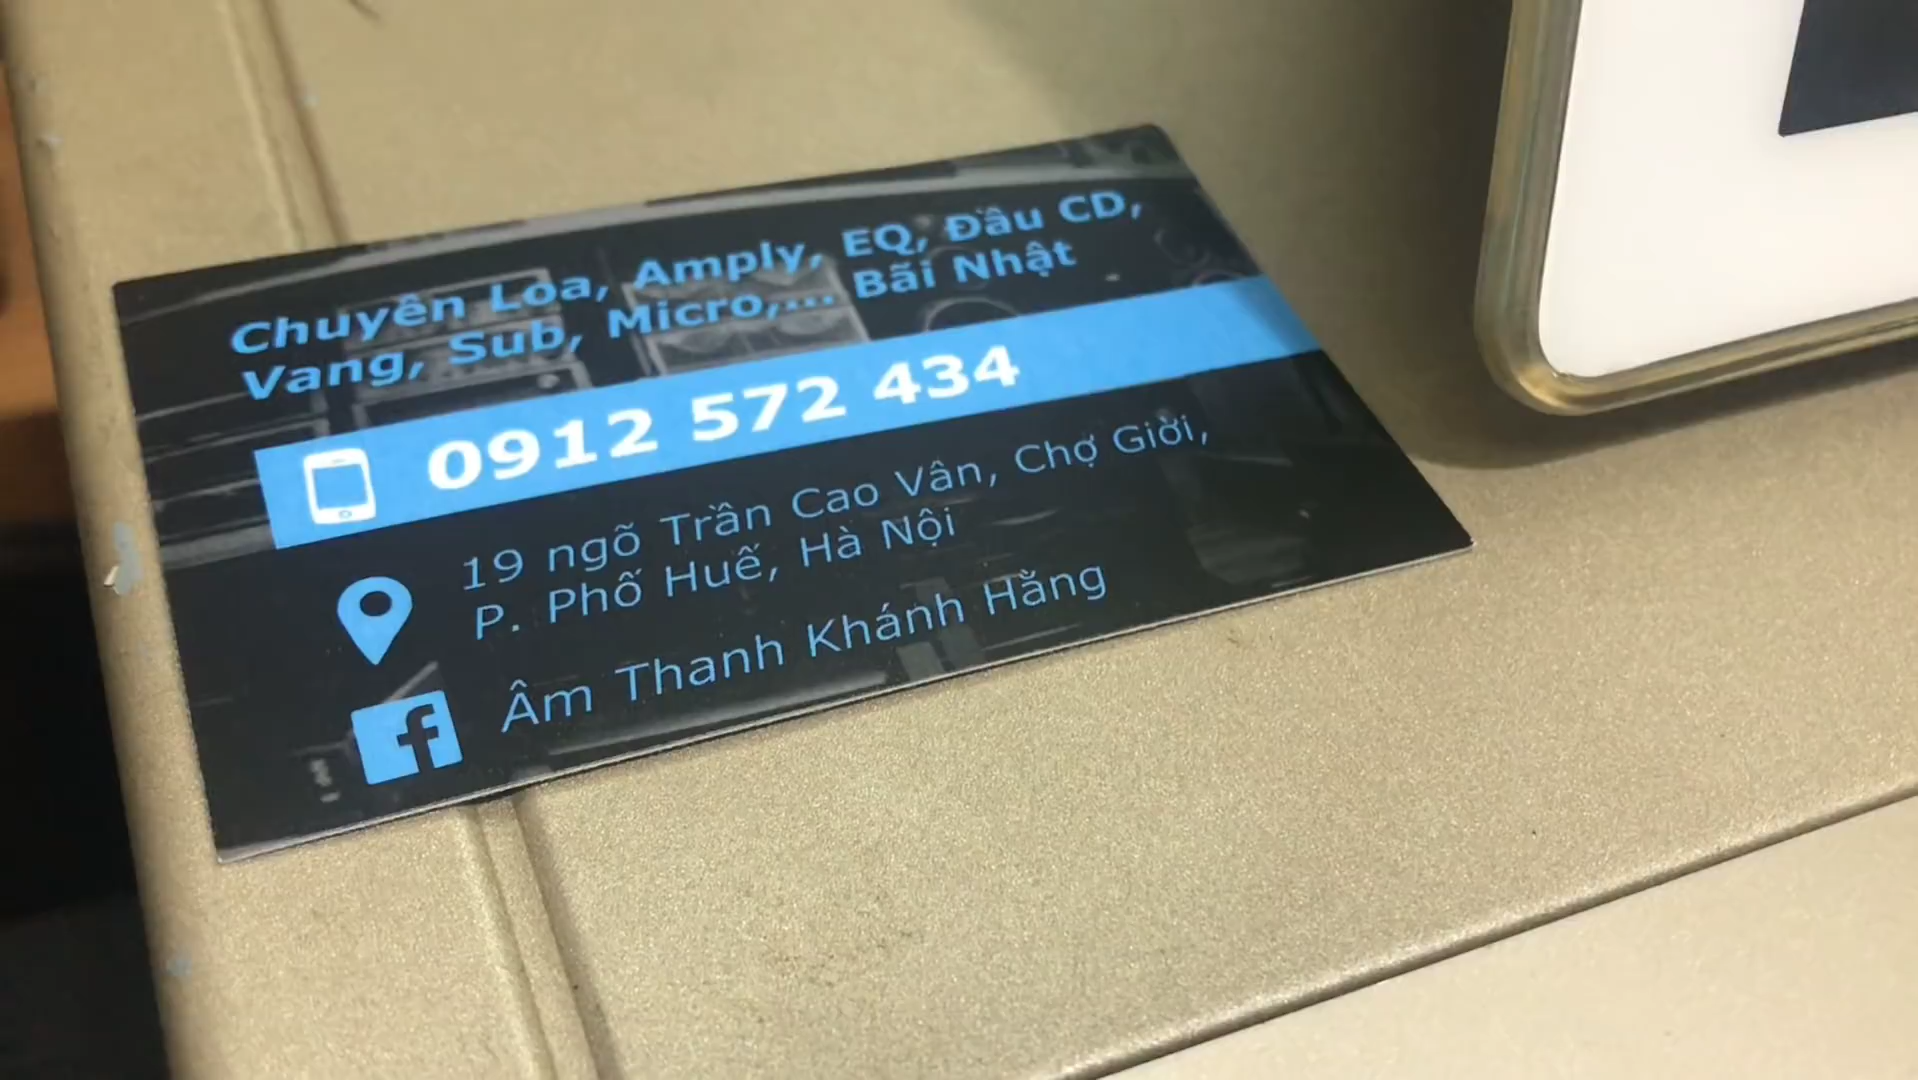 Chuyên Loa, Amply, EQ, Đầu CD,
Vang, Sub, Micro,... Bãi Nhật
0912 572 434
19 ngõ Trần Cao Vân, Chợ Giời,
P. Phố Huế, Hà Nội
Âm Thanh Khánh Hằng